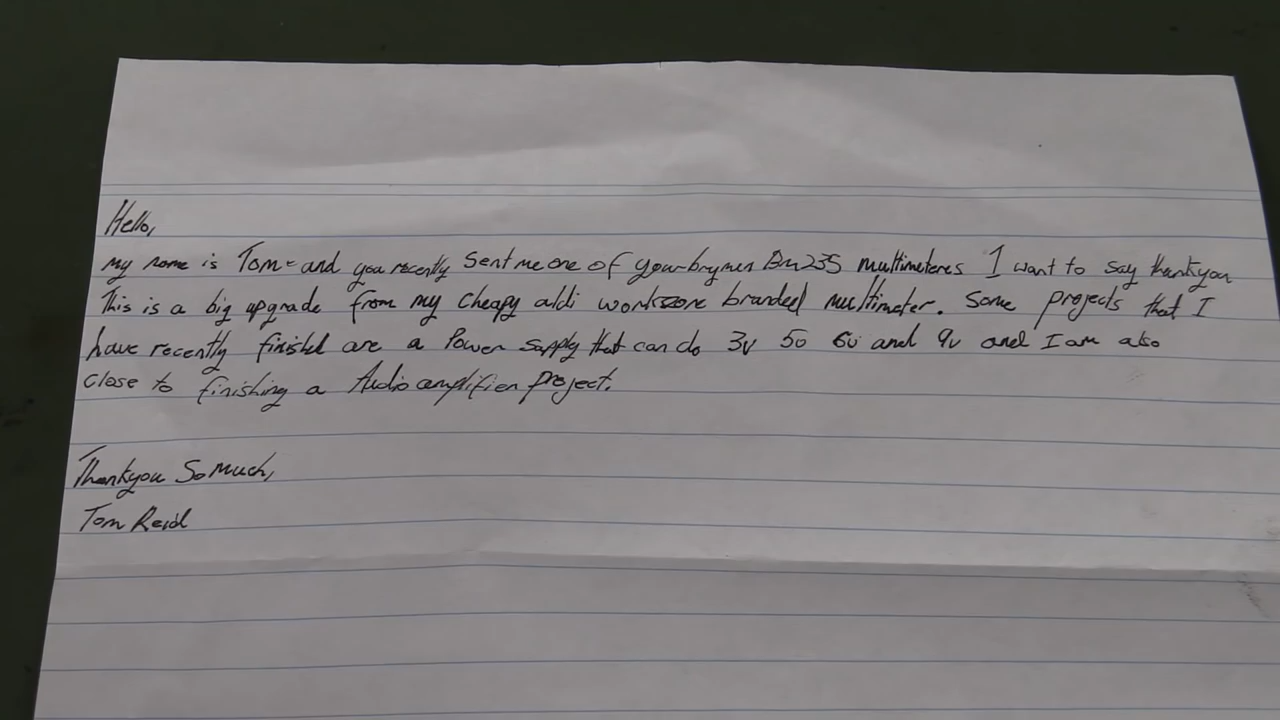 Hello,
My name is Tom - and you recently sent me one of your brymen Bm235 multimeteres I want to say thankyou
This is a big upgrade from my cheapy aldi workzone branded multimeter. Some projects that I
have recently finished are a Power supply that can do 3v 5v 6v and 9v and I am also
close to finishing a Audio amplifier project.
Thankyou So Much,
Tom Reid